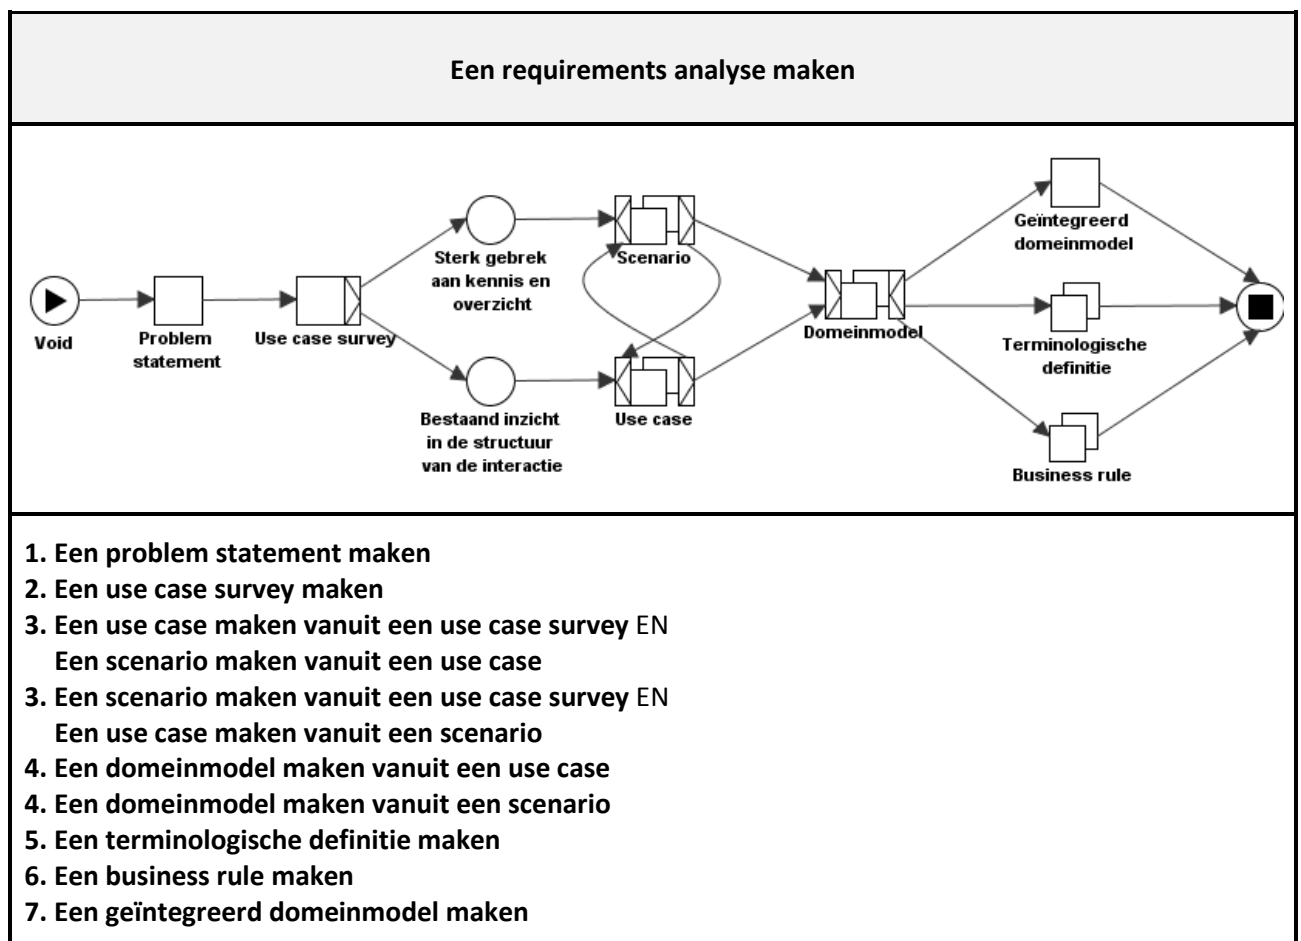 Een requirements analyse maken
Void
Problem
statement
Use case survey
Sterk gebrek
aan kennis en
overzicht
Bestaand inzicht
in de structuur
van de interactie
Scenario
Use case
Domeinmodel
Geïntegreerd
domeinmodel
Terminologische
definitie
Business rule
1. Een problem statement maken
2. Een use case survey maken
3. Een use case maken vanuit een use case survey EN
Een scenario maken vanuit een use case
3. Een scenario maken vanuit een use case survey EN
Een use case maken vanuit een scenario
4. Een domeinmodel maken vanuit een use case
4. Een domeinmodel maken vanuit een scenario
5. Een terminologische definitie maken
6. Een business rule maken
7. Een geïntegreerd domeinmodel maken